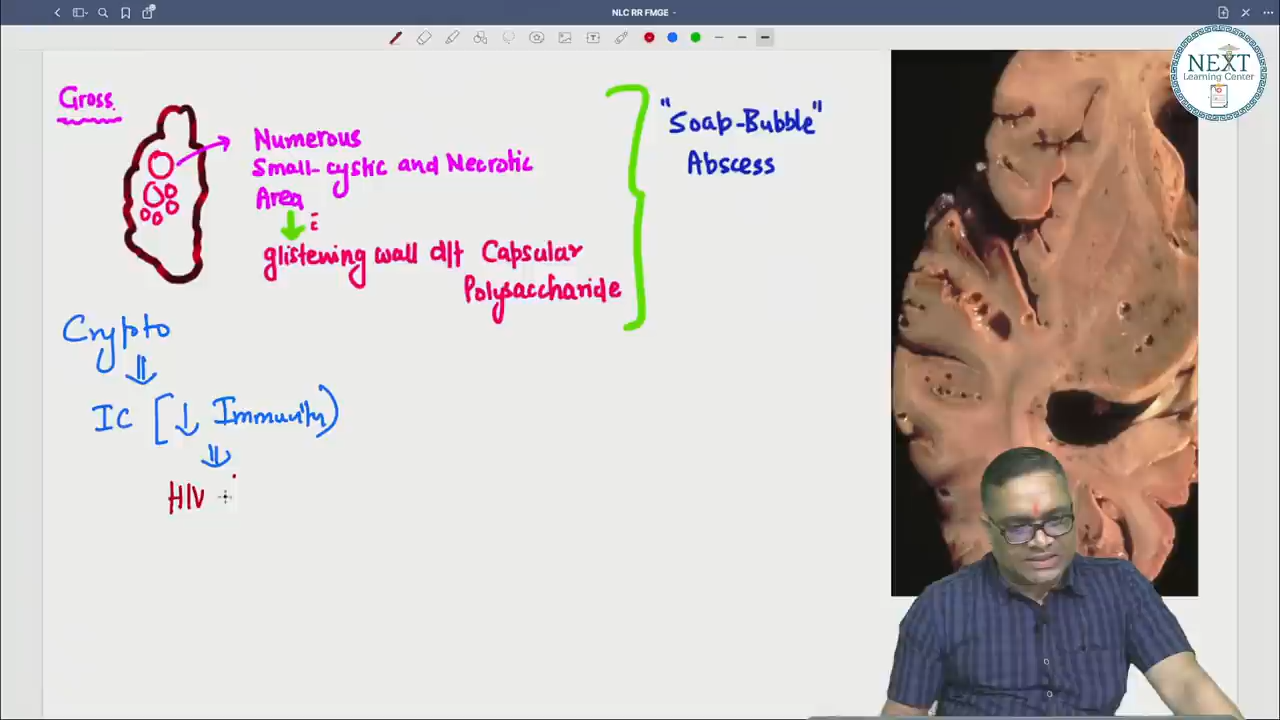 NLC RR FMGE
NEXT
Learning Center
Gross.
Numerous
Small-cystic and Necrotic
Area
c̄
glistening wall d/t Capsular
Polysaccharide
"Soap-Bubble"
Abscess
Crypto
IC [↓ Immunity)
HIV